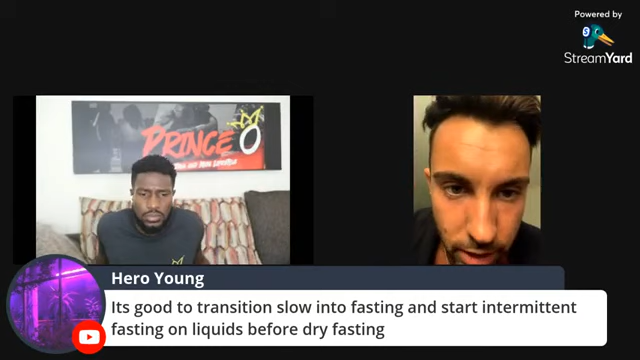 Powered by
StreamYard
PRINCE O
Hero Young
Its good to transition slow into fasting and start intermittent
fasting on liquids before dry fasting